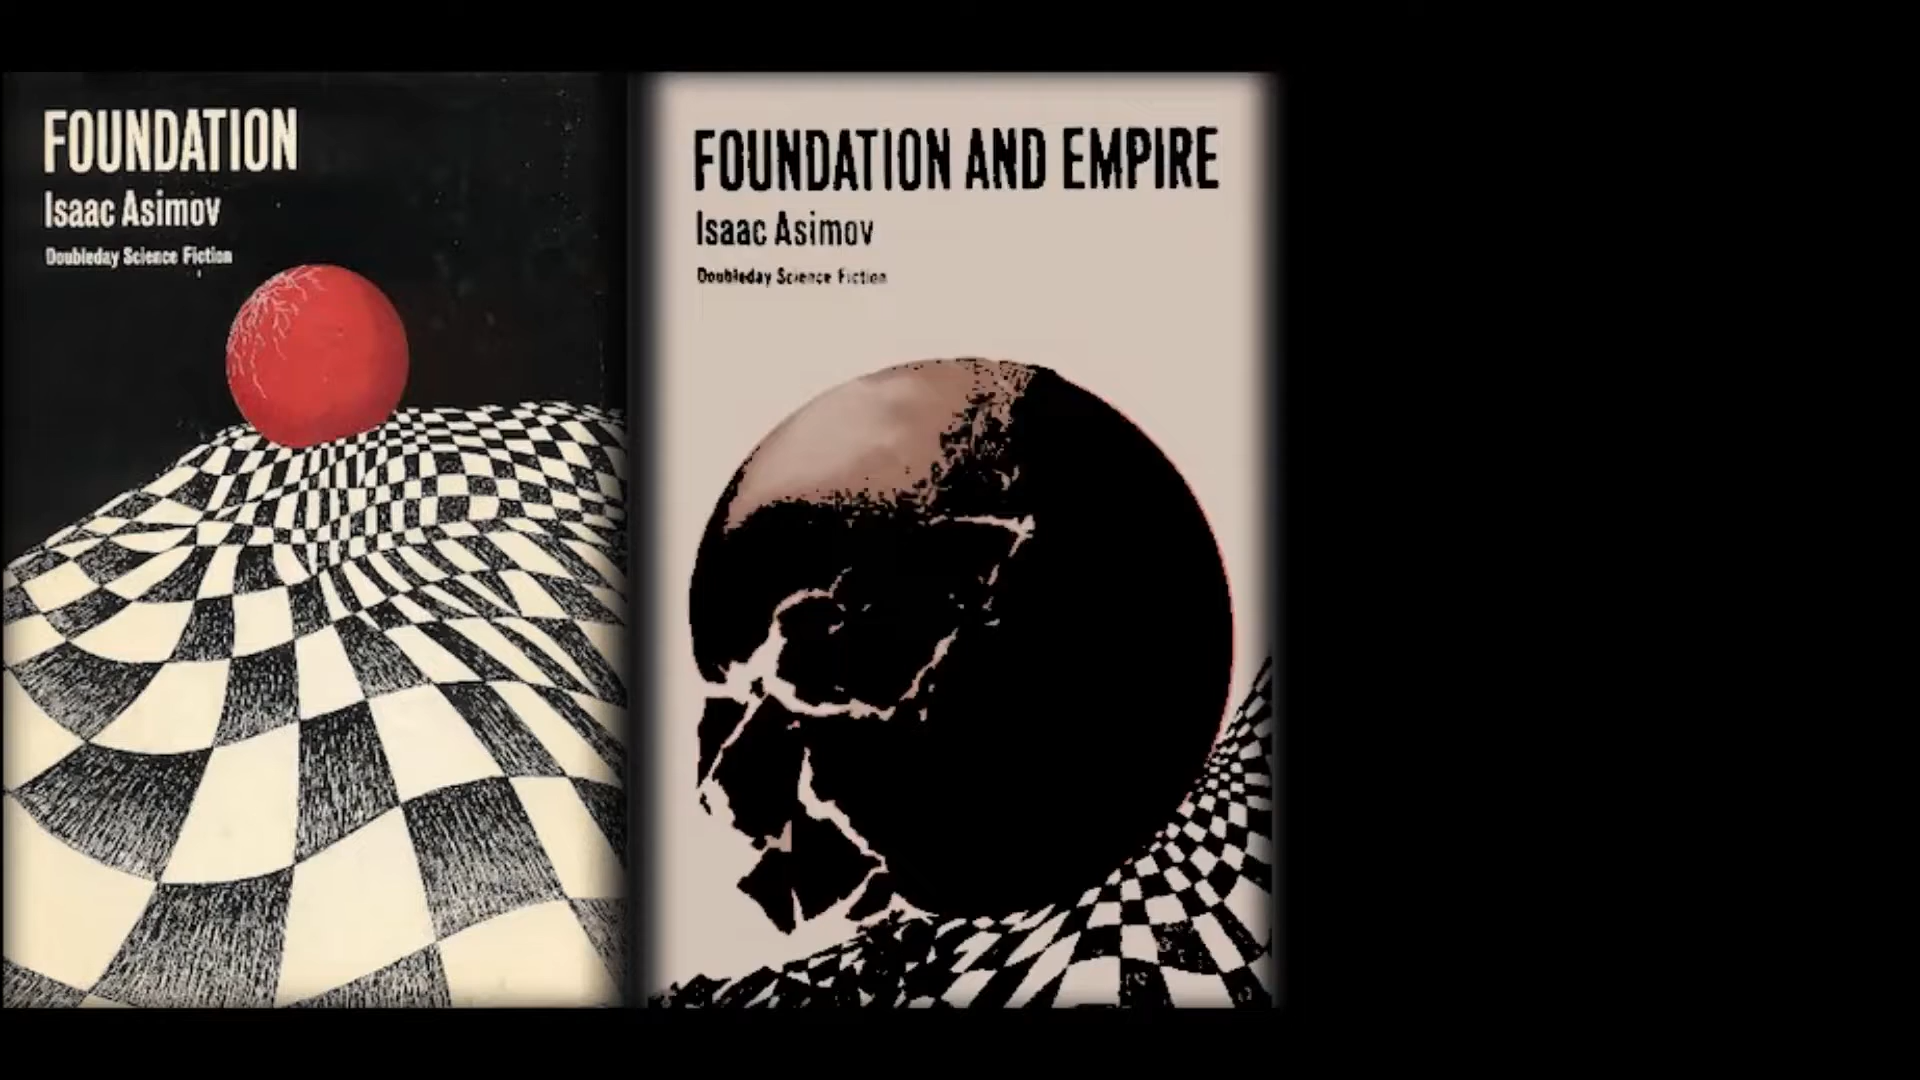 FOUNDATION
Isaac Asimov
Doubleday Science Fiction
FOUNDATION AND EMPIRE
Isaac Asimov
Doubleday Science Fiction